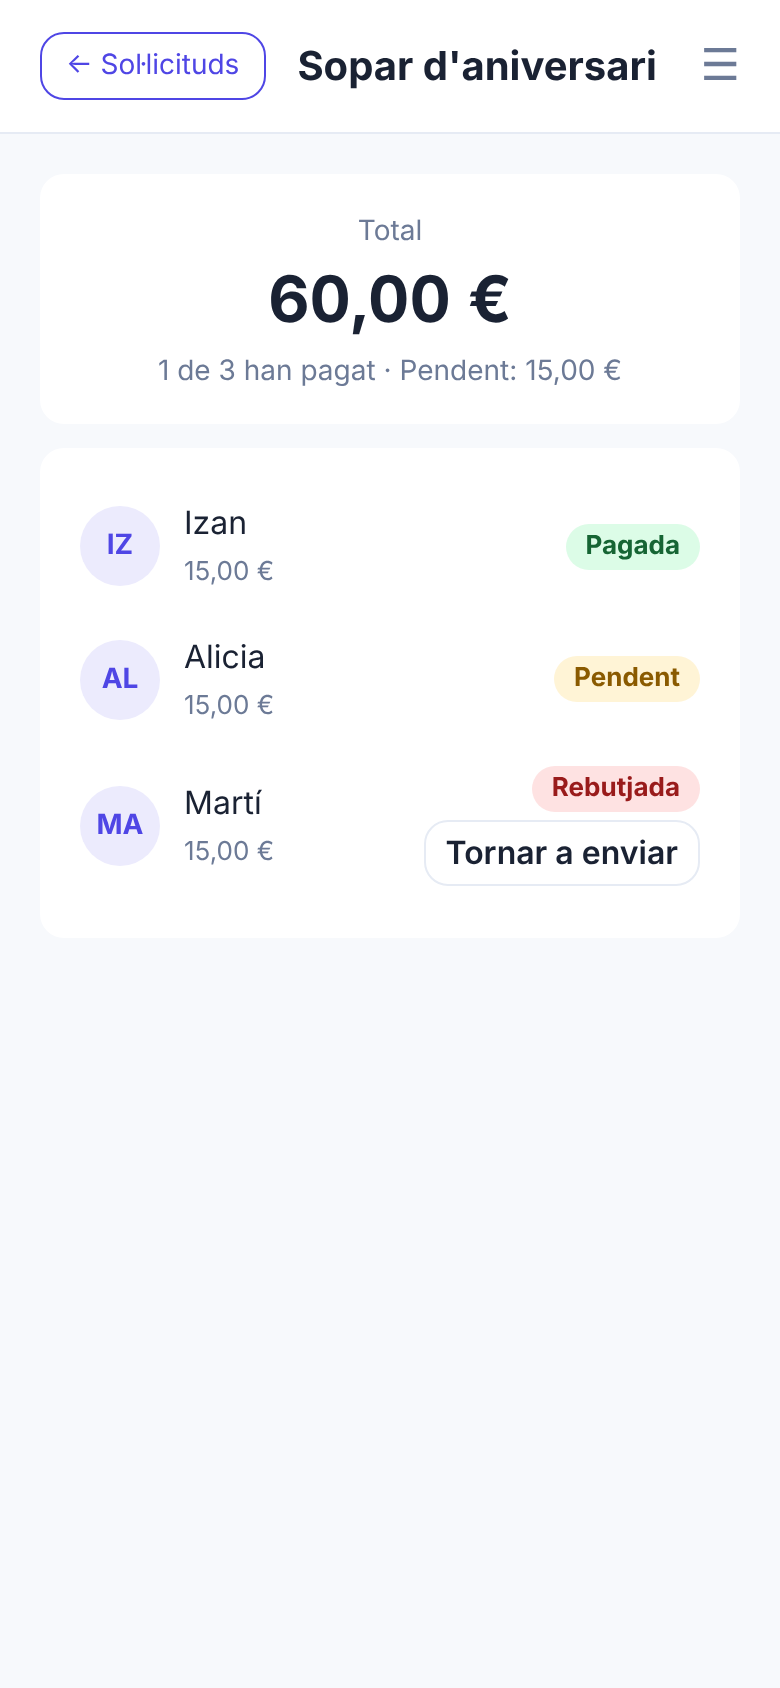 ← Sol·licituds
Sopar d'aniversari
☰
Total
60,00 €
1 de 3 han pagat · Pendent: 15,00 €
IZ
Izan
15,00 €
Pagada
AL
Alicia
15,00 €
Pendent
MA
Martí
15,00 €
Rebutjada
Tornar a enviar